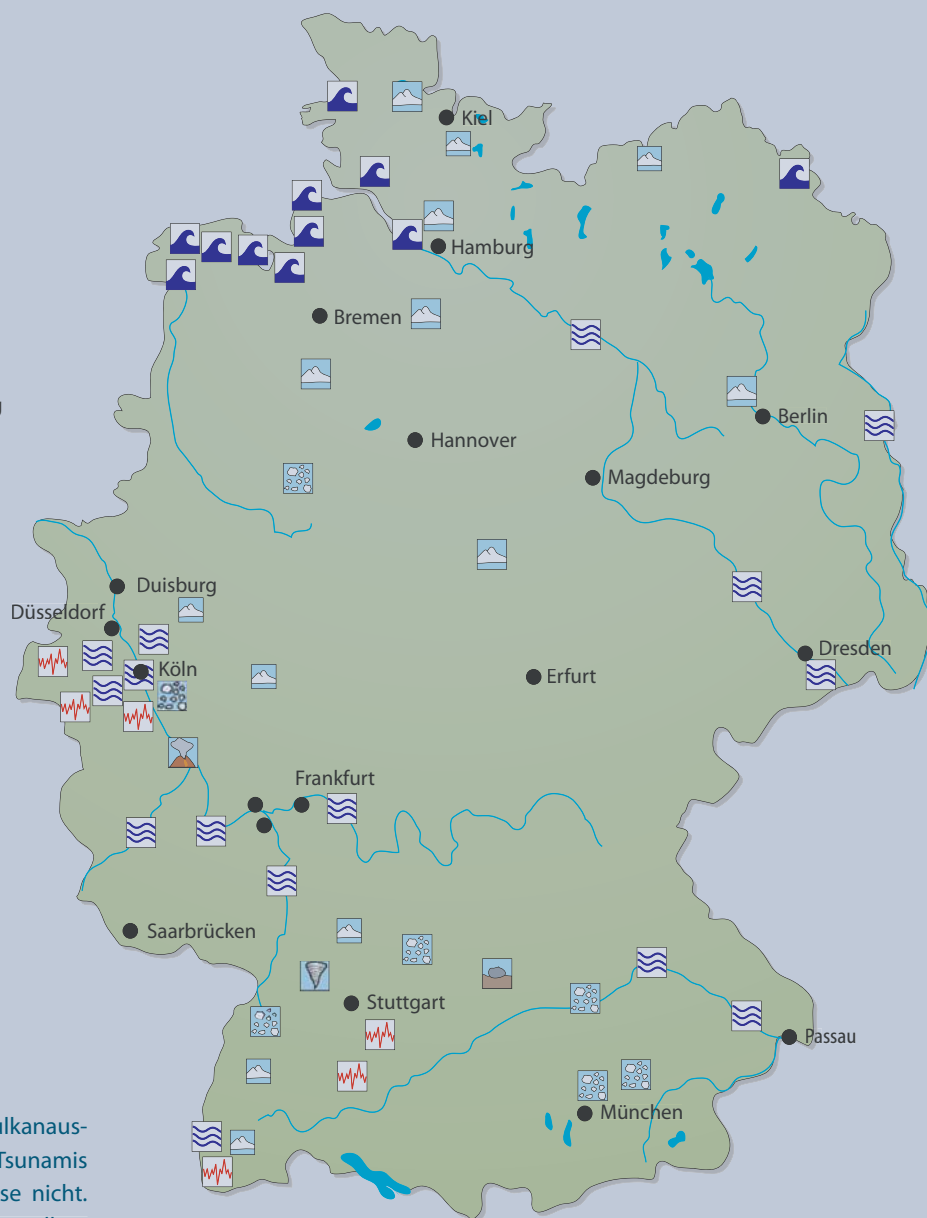 Kiel
Hamburg
Bremen
Berlin
Hannover
Magdeburg
Duisburg
Düsseldorf
Dresden
Köln
Erfurt
Frankfurt
Saarbrücken
Stuttgart
Passau
München
ulkanaus-
Tsunamis
se nicht.